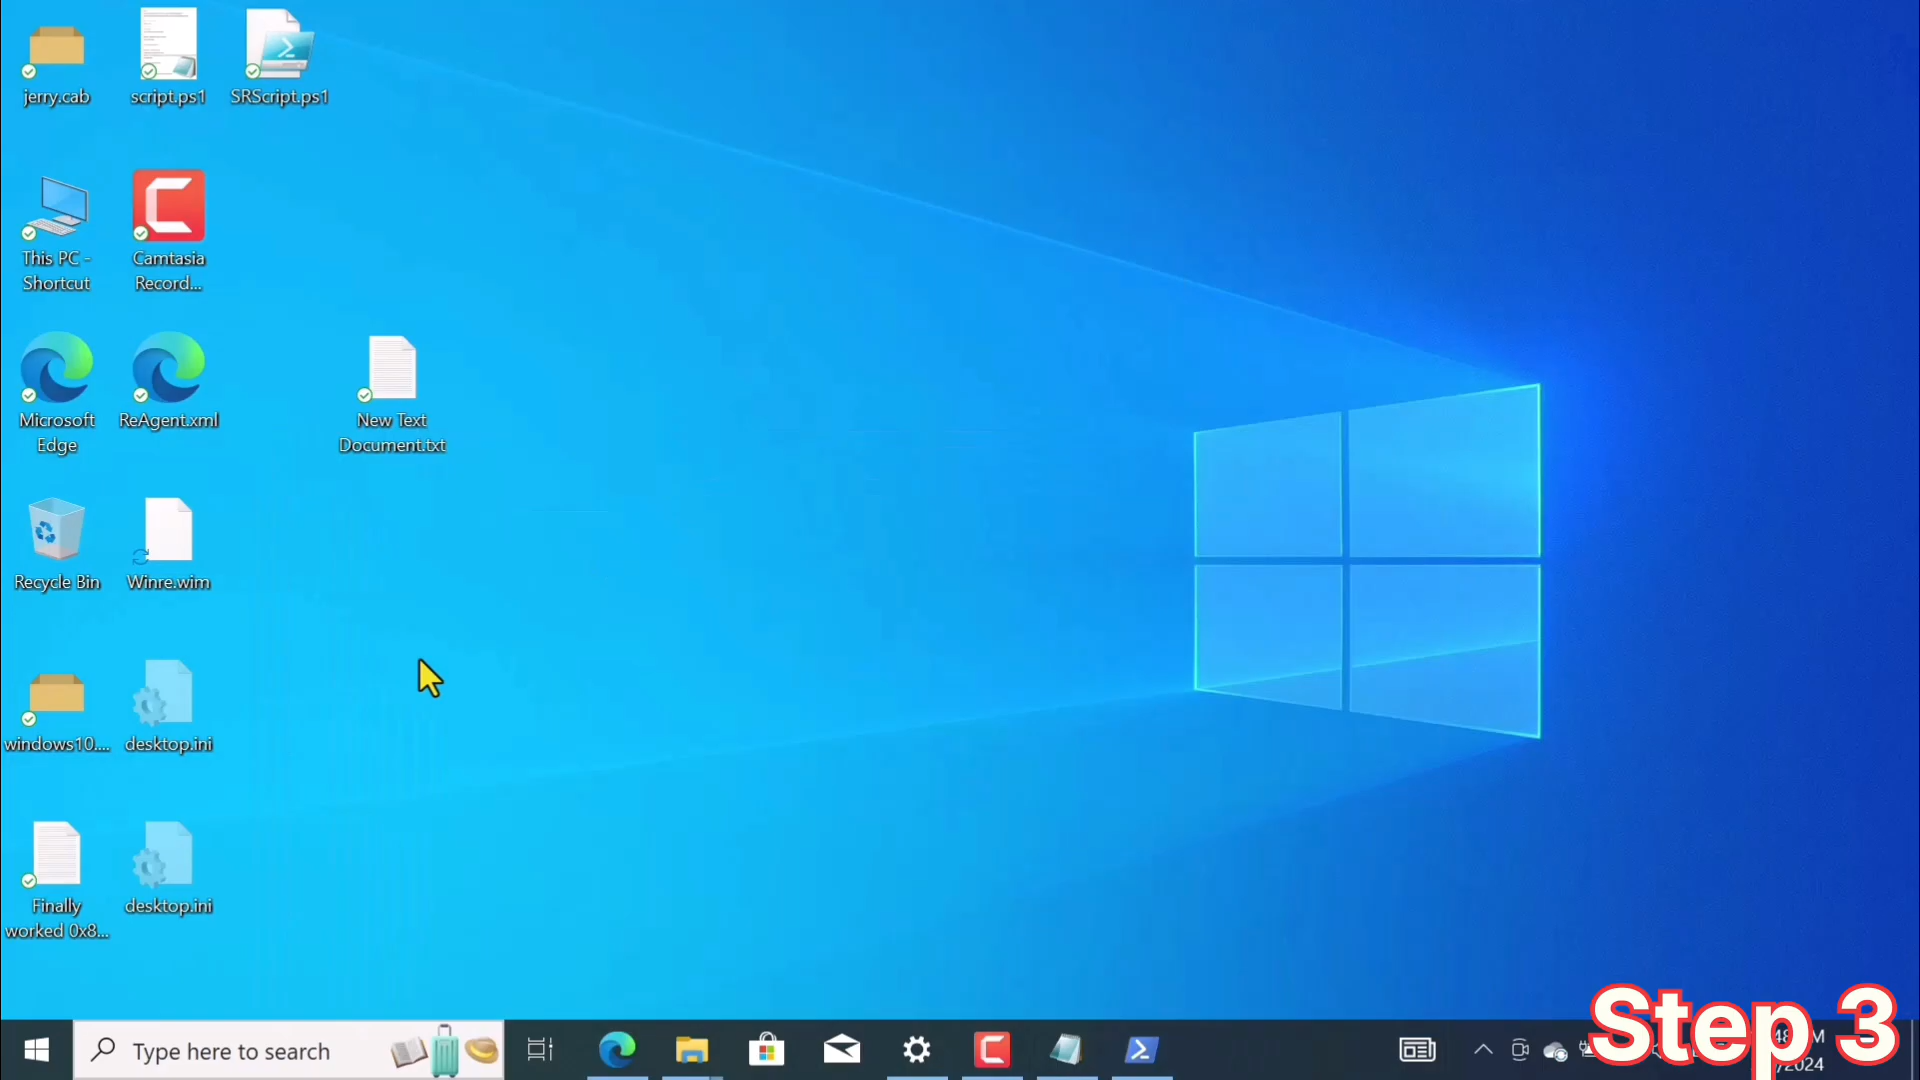 jerry.cab
script.ps1
SRScript.ps1
This PC -
Shortcut
Camtasia
Record...
Microsoft
Edge
ReAgent.xml
New Text
Document.txt
Recycle Bin
Winre.wim
windows10....
desktop.ini
Finally
worked 0x8...
desktop.ini
Type here to search
Step 3